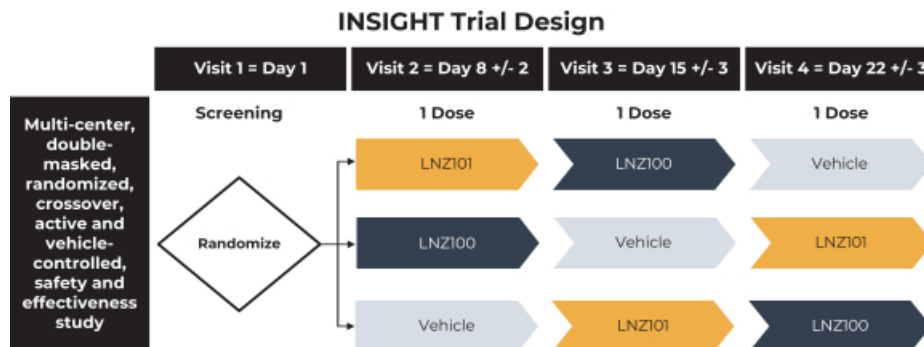 INSIGHT Trial Design
Visit 1 = Day 1
Visit 2 = Day 8 +/- 2
Visit 3 = Day 15 +/- 3
Visit 4 = Day 22 +/- 3
Multi-center,
double-
masked,
randomized,
crossover,
active and
vehicle-
controlled,
safety and
effectiveness
study
Screening
1 Dose
1 Dose
1 Dose
Randomize
LNZ101
LNZ100
Vehicle
LNZ100
Vehicle
LNZ101
Vehicle
LNZ101
LNZ100